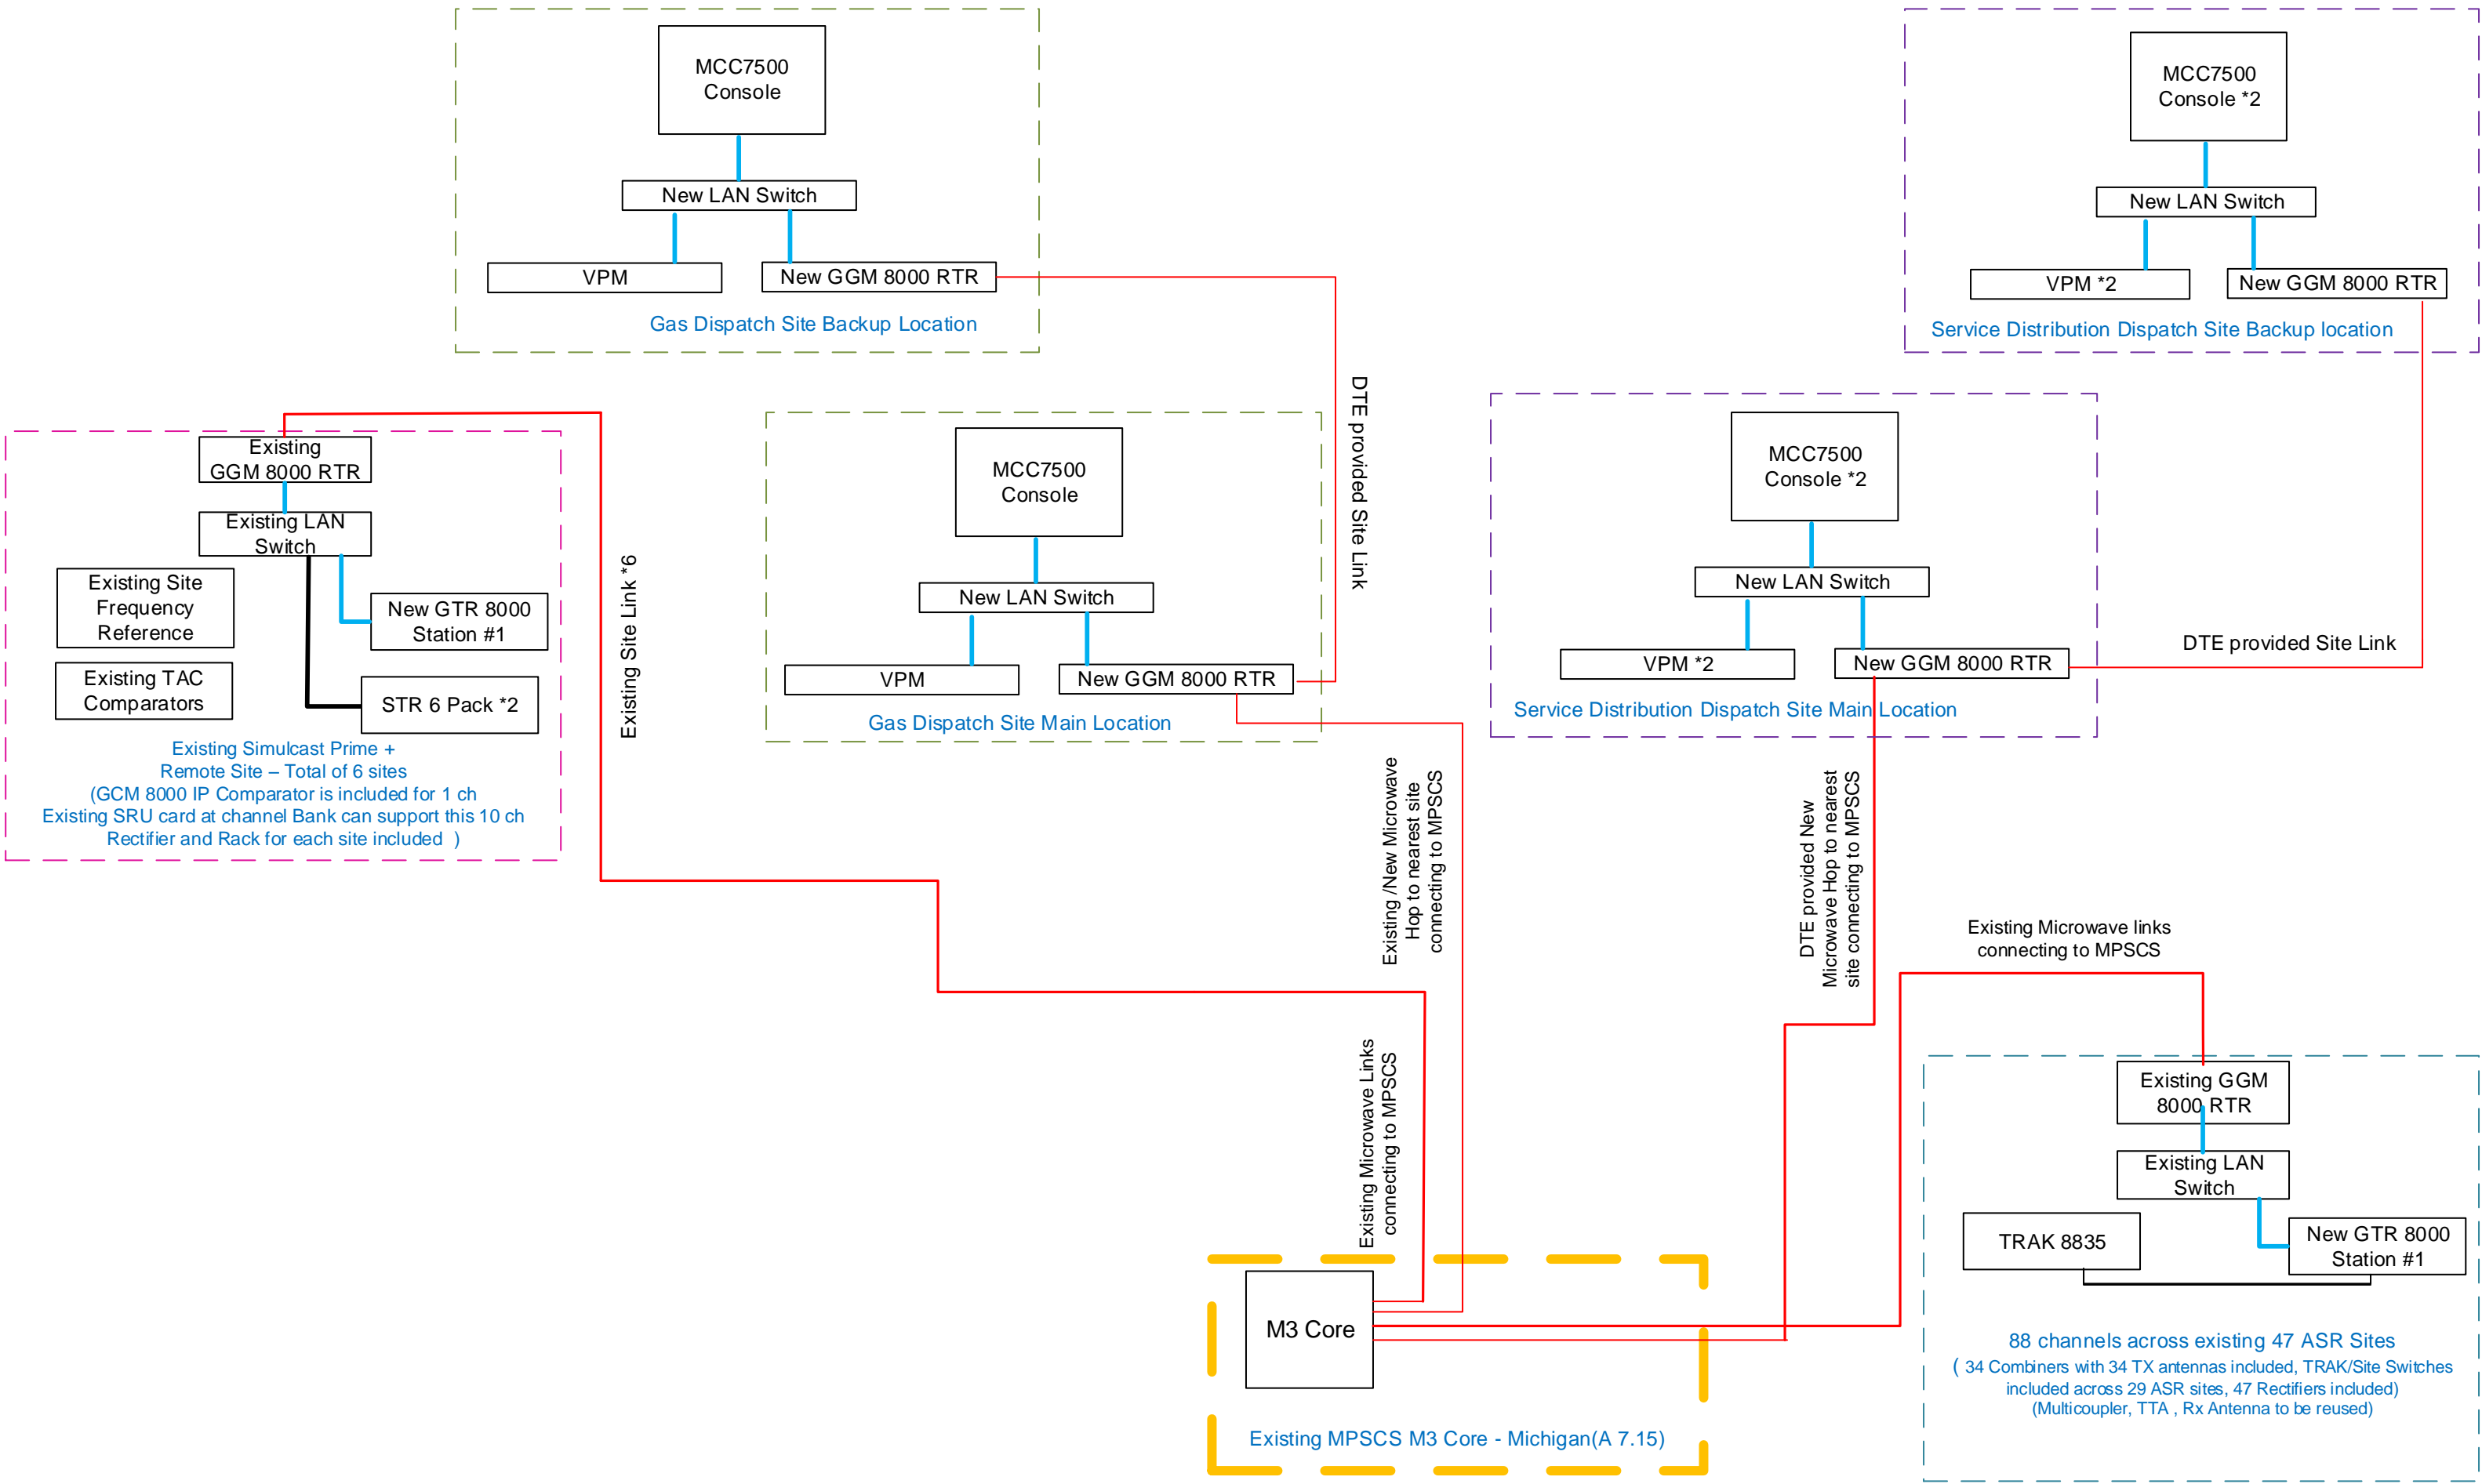 MCC7500
Console
New LAN Switch
VPM
New GGM 8000 RTR
Gas Dispatch Site Backup Location
MCC7500
Console *2
New LAN Switch
VPM *2
New GGM 8000 RTR
Service Distribution Dispatch Site Backup location
DTE provided Site Link
Existing
GGM 8000 RTR
Existing LAN
Switch
Existing Site
Frequency
Reference
New GTR 8000
Station #1
Existing TAC
Comparators
STR 6 Pack *2
Existing Simulcast Prime +
Remote Site – Total of 6 sites
(GCM 8000 IP Comparator is included for 1 ch
Existing SRU card at channel Bank can support this 10 ch
Rectifier and Rack for each site included )
Existing Site Link *6
MCC7500
Console
New LAN Switch
VPM
New GGM 8000 RTR
Gas Dispatch Site Main Location
MCC7500
Console *2
New LAN Switch
VPM *2
New GGM 8000 RTR
Service Distribution Dispatch Site Main Location
DTE provided Site Link
Existing /New Microwave
Hop to nearest site
connecting to MPSCS
DTE provided New
Microwave Hop to nearest
site connecting to MPSCS
Existing Microwave links
connecting to MPSCS
Existing Microwave Links
connecting to MPSCS
Existing GGM
8000 RTR
Existing LAN
Switch
TRAK 8835
New GTR 8000
Station #1
88 channels across existing 47 ASR Sites
( 34 Combiners with 34 TX antennas included, TRAK/Site Switches
included across 29 ASR sites, 47 Rectifiers included)
(Multicoupler, TTA , Rx Antenna to be reused)
M3 Core
Existing MPSCS M3 Core - Michigan(A 7.15)